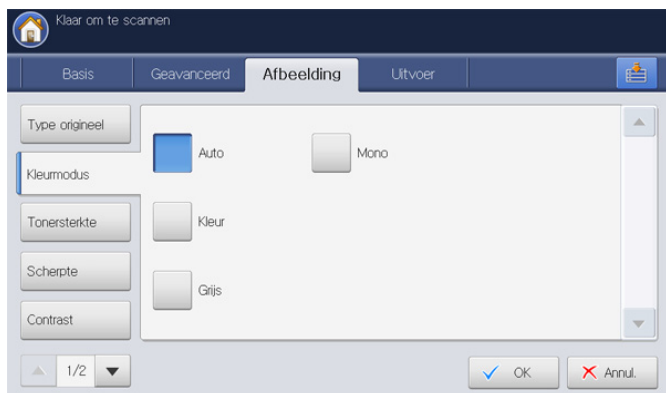 Klaar om te scannen
Basis Geavanceerd Afbeelding Uitvoer
Type origineel
Kleurmodus
Tonersterkte
Scherpte
Contrast
Auto Mono
Kleur
Grijs
1/2
OK Annul.